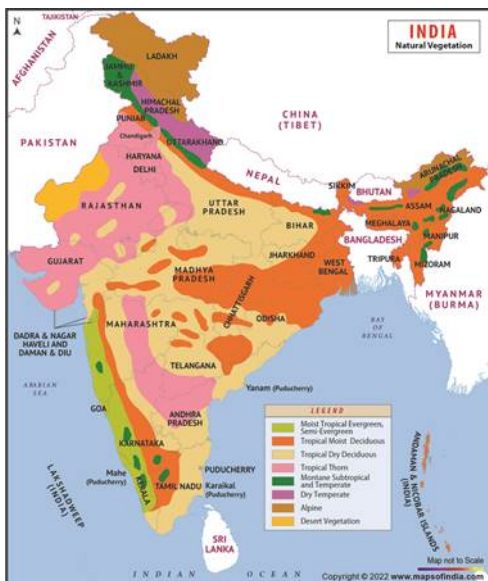 INDIA
Natural Vegetation
N
TAJIKISTAN
AFGHANISTAN
LADAKH
JAMMU
&
KASHMIR
HIMACHAL
PRADESH
PUNJAB
Chandigarh
UTTARAKHAND
CHINA
(TIBET)
PAKISTAN
HARYANA
DELHI
NEPAL
ARUNACHAL
PRADESH
SIKKIM
BHUTAN
RAJASTHAN
UTTAR
PRADESH
ASSAM
NAGALAND
BIHAR
MEGHALAYA
BANGLADESH
MANIPUR
JHARKHAND
GUJARAT
MADHYA
PRADESH
WEST
BENGAL
TRIPURA
MIZORAM
CHHATTISGARH
MYANMAR
(BURMA)
MAHARASHTRA
ODISHA
DADRA & NAGAR
HAVELI AND
DAMAN & DIU
BAY
OF
BENGAL
TELANGANA
ARABIAN
SEA
Yanam (Puducherry)
GOA
ANDHRA
PRADESH
KARNATAKA
LEGEND
Moist Tropical Evergreen,
Semi-Evergreen
Tropical Moist Deciduous
Tropical Dry Deciduous
Tropical Thorn
Montane Subtropical
and Temperate
Dry Temperate
Alpine
Desert Vegetation
ANDAMAN & NICOBAR ISLANDS
(INDIA)
LAKSHADWEEP
(INDIA)
Mahe
(Puducherry)
PUDUCHERRY
Karaikal
(Puducherry)
KERALA
TAMIL NADU
SRI
LANKA
INDIAN OCEAN
Map not to Scale
Copyright © 2022 www.mapsofindia.com